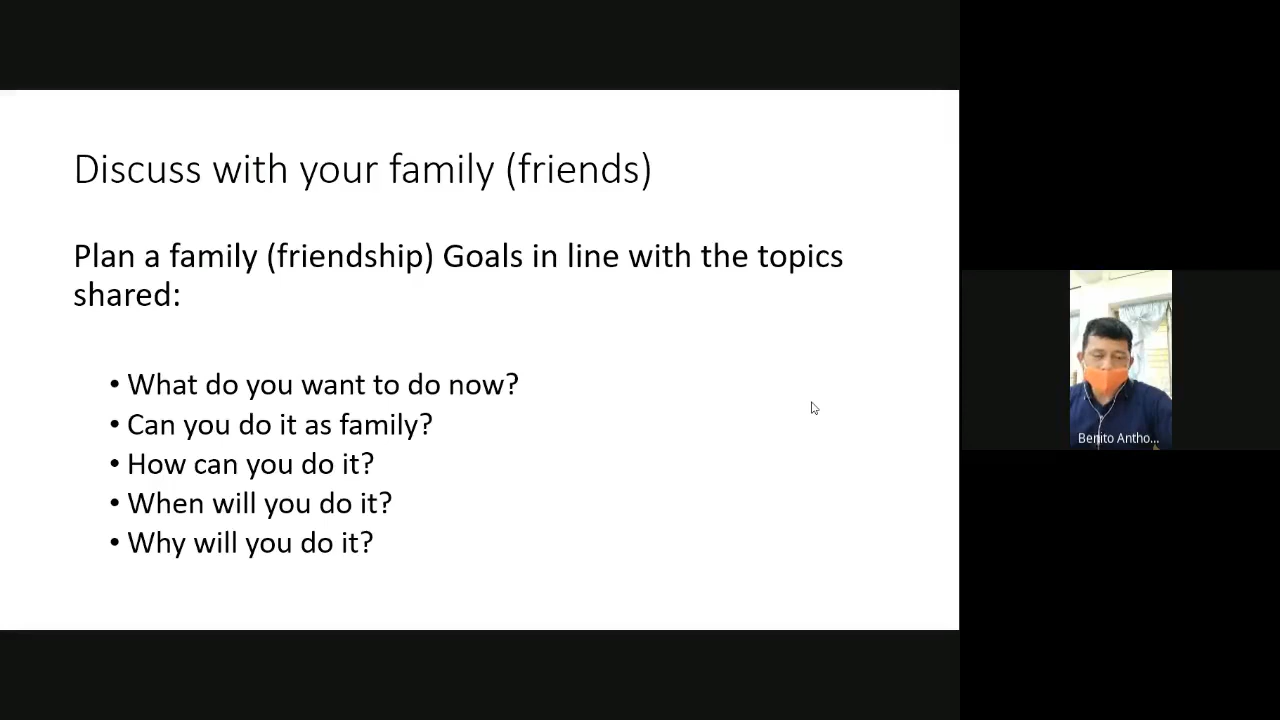 Discuss with your family (friends)
Plan a family (friendship) Goals in line with the topics
shared:
• What do you want to do now?
• Can you do it as family?
• How can you do it?
• When will you do it?
• Why will you do it?
Benito Antho...